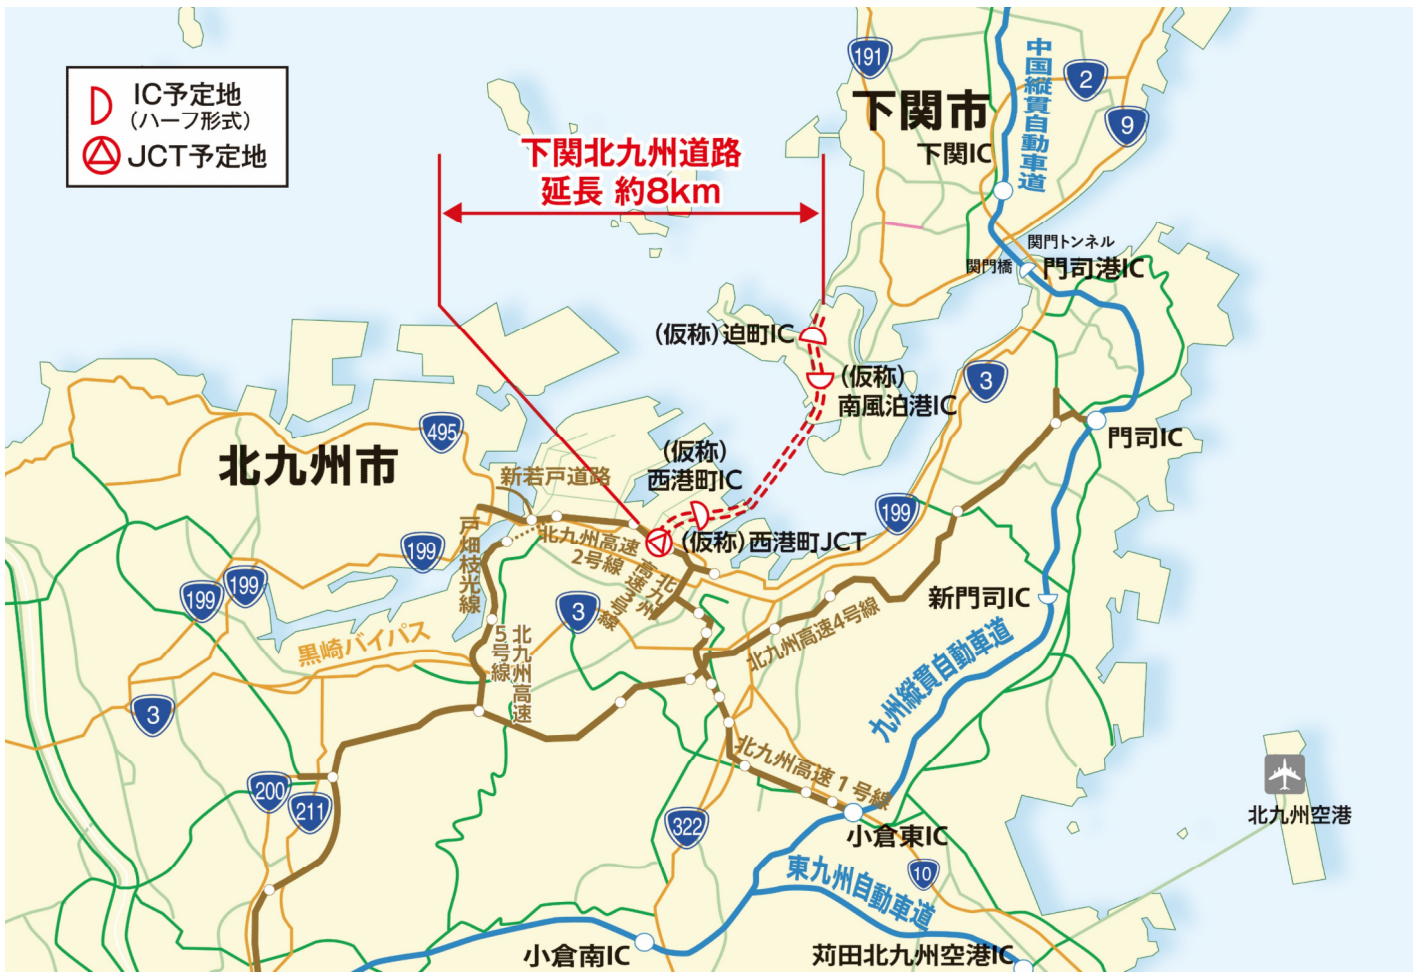 IC予定地
(ハーフ形式)
JCT予定地
下関北九州道路
延長 約8km
191
2
9
中国縦貫自動車道
下関市
下関IC
関門トンネル
関門橋
門司港IC
(仮称)迫町IC
(仮称)
南風泊港IC
3
495
北九州市
(仮称)
西港町IC
新若戸道路
門司IC
199
199
199
199
戸畑枝光線
北九州高速
2号線
(仮称)西港町JCT
北九州
高速3号線
3
新門司IC
北九州高速4号線
黒崎バイパス
北九州高速
5号線
九州縦貫自動車道
3
北九州高速1号線
200
211
322
北九州空港
小倉東IC
10
東九州自動車道
小倉南IC
苅田北九州空港IC